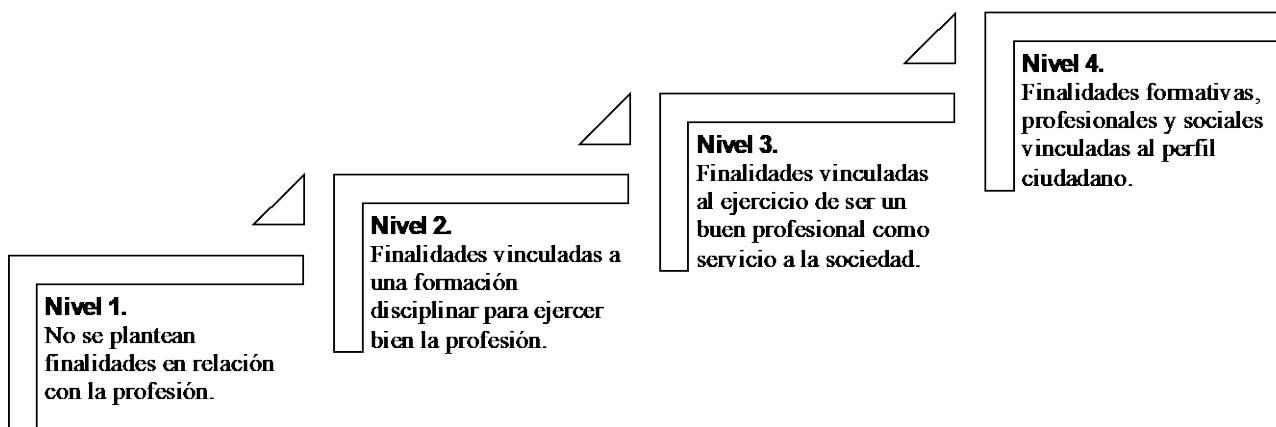 Nivel 1.
No se plantean
finalidades en relación
con la profesión.
Nivel 2.
Finalidades vinculadas a
una formación
disciplinar para ejercer
bien la profesión.
Nivel 3.
Finalidades vinculadas
al ejercicio de ser un
buen profesional como
servicio a la sociedad.
Nivel 4.
Finalidades formativas,
profesionales y sociales
vinculadas al perfil
ciudadano.